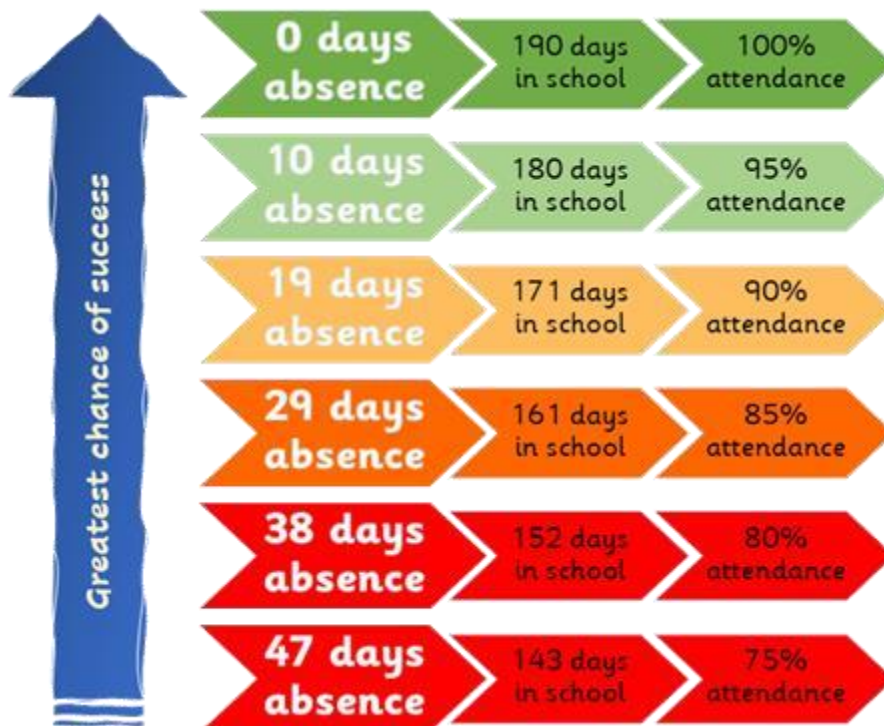 Greatest chance of success
0 days
absence
190 days
in school
100%
attendance
10 days
absence
180 days
in school
95%
attendance
19 days
absence
171 days
in school
90%
attendance
29 days
absence
161 days
in school
85%
attendance
38 days
absence
152 days
in school
80%
attendance
47 days
absence
143 days
in school
75%
attendance